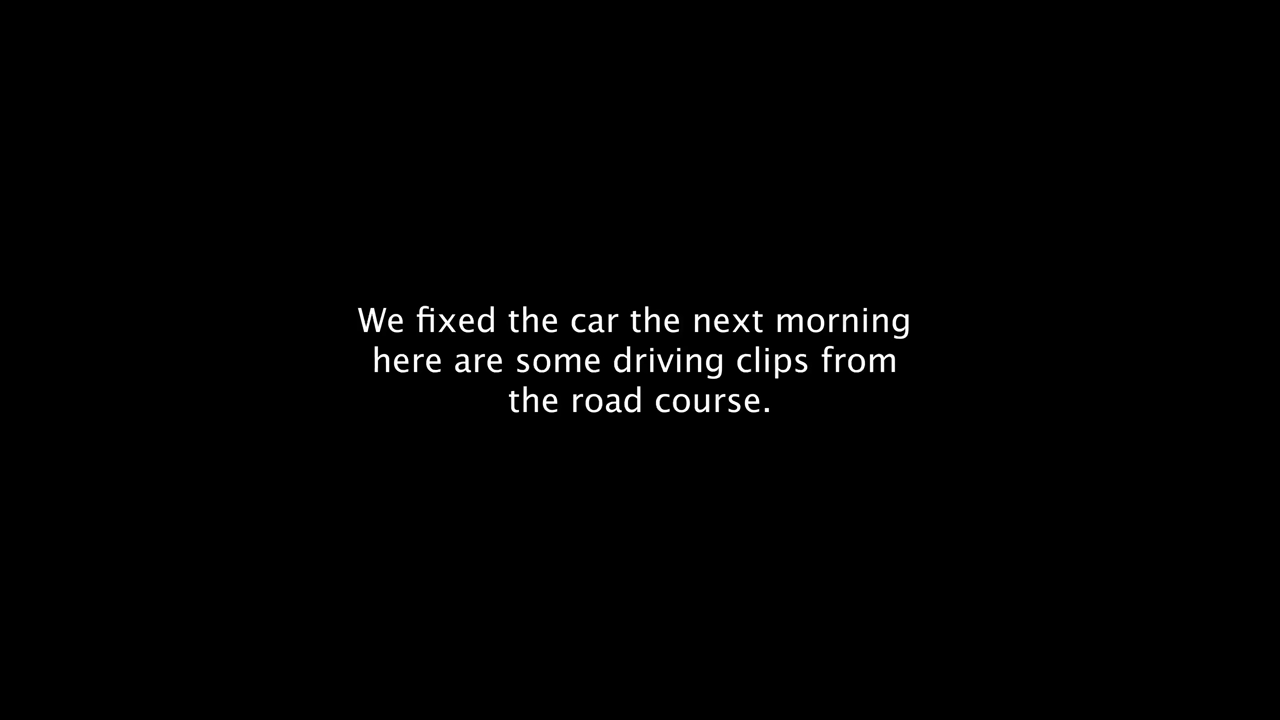 We fixed the car the next morning
here are some driving clips from
the road course.